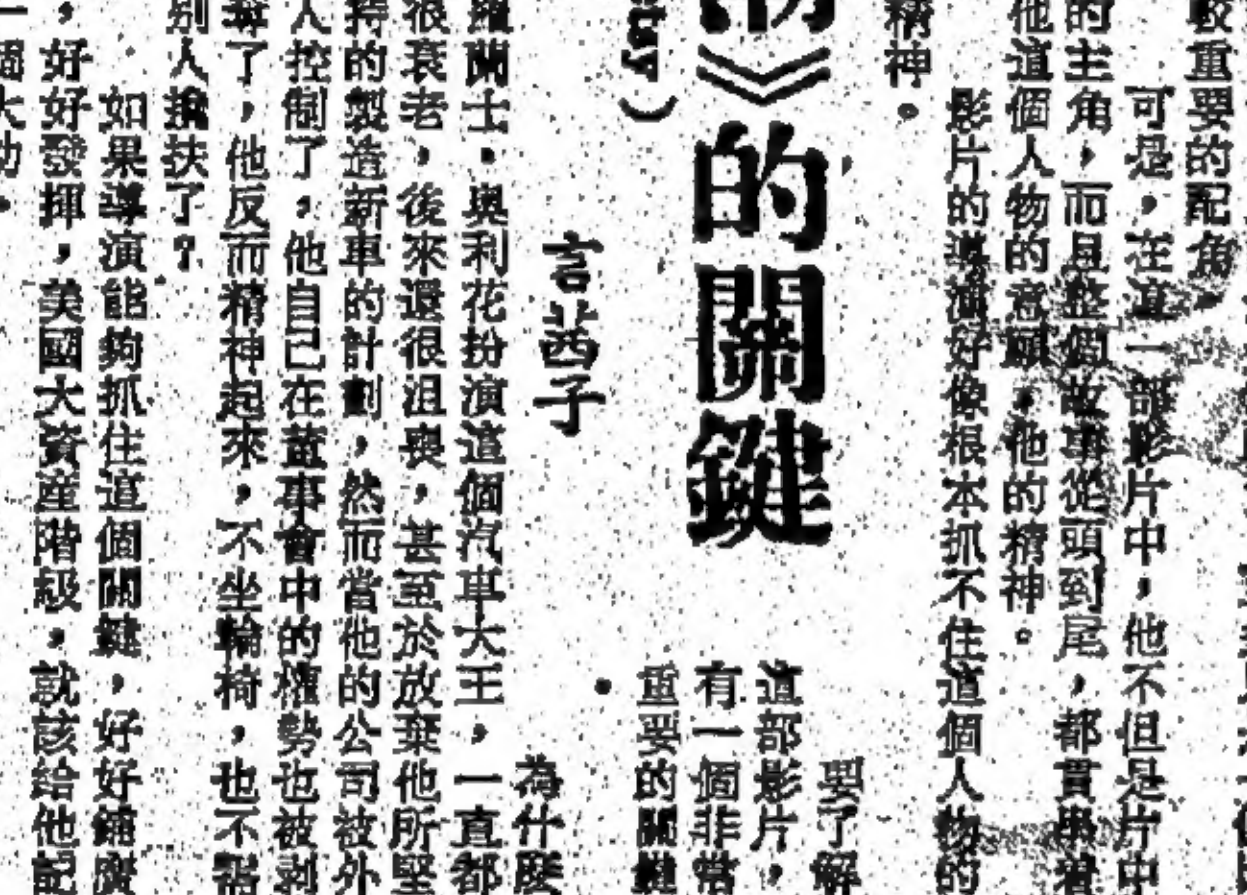 較重要的配角。
可是，在這一部影片中，他不但是片中
的主角，而且整個故事從頭到尾，都貫串着
他這個人物的意願，他的精神。
影片的導演好像根本抓不住這個人物的
精神。
》的關鍵
言茜子
要了解
這部影片，
有一個非常
重要的關鍵
。
為什麼
羅蘭士·奧利花扮演這個汽車大王，一直都
很衰老，後來還很沮喪，甚至於放棄他所堅
持的製造新車的計劃，然而當他的公司被外
人控制了，他自己在董事會中的權勢也被剥
奪了，他反而精神起來，不坐輪椅，也不需
別人攙扶了？
如果導演能夠抓住這個關鍵，好好鋪廣
，好好發揮，美國大資產階級，就該給他記
一個大功。